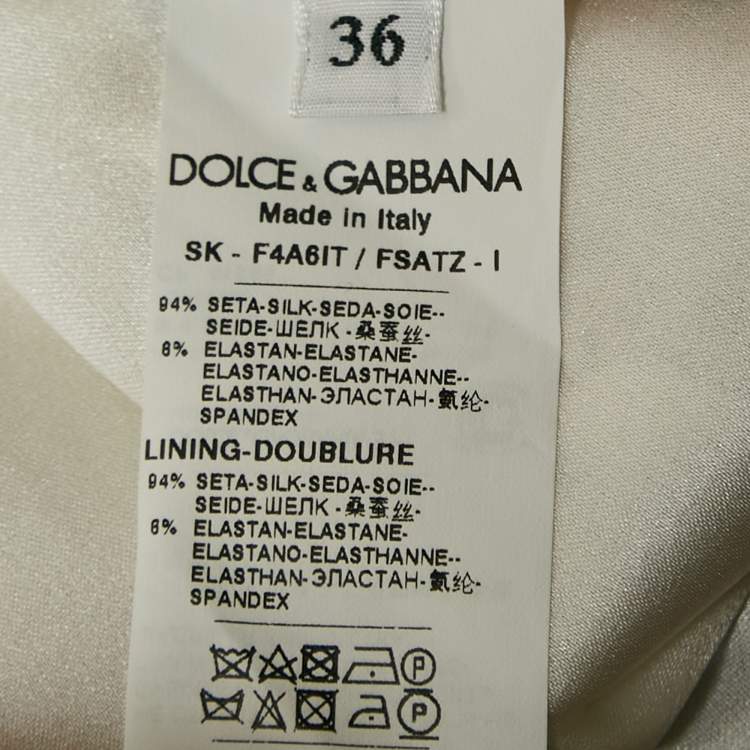 36
DOLCE & GABBANA
Made in Italy
SK - F4A6IT / FSATZ - I
94% SETA-SILK-SEDA-SOIE--
SEIDE-ШЕЛК-桑蚕丝-
6% ELASTAN-ELASTANE-
ELASTANO-ELASTHANNE--
ELASTHAN-ЭЛАСТАН-氨纶-
SPANDEX
LINING-DOUBLURE
94% SETA-SILK-SEDA-SOIE--
SEIDE-ШЕЛК-桑蚕丝-
6% ELASTAN-ELASTANE-
ELASTANO-ELASTHANNE--
ELASTHAN-ЭЛАСТАН-氨纶-
SPANDEX
P
P